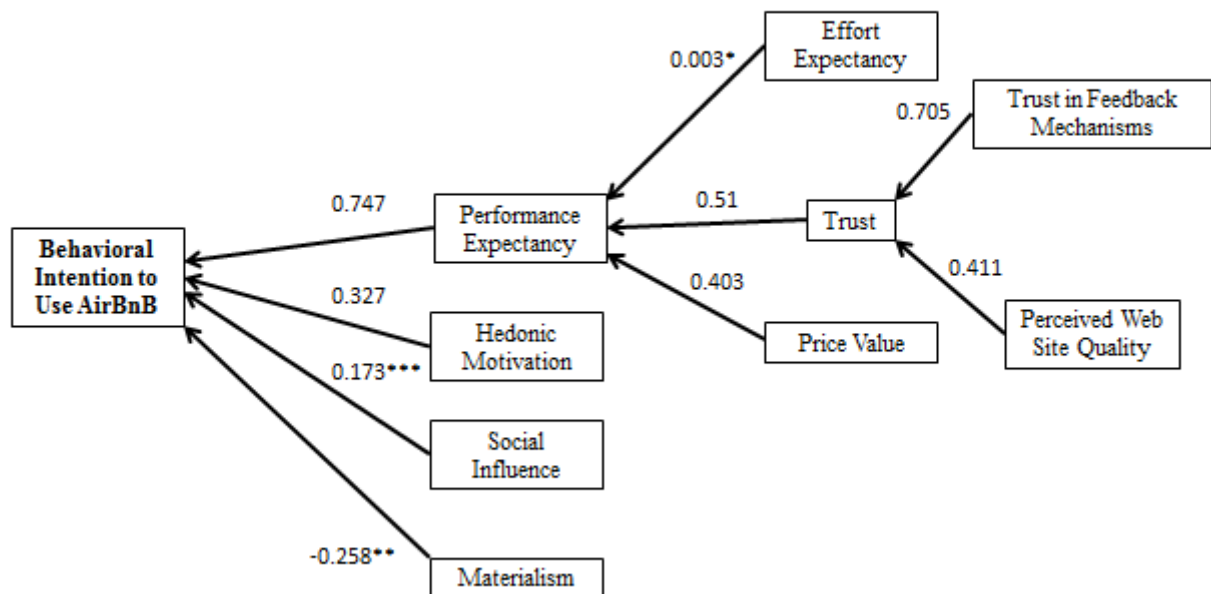 Effort
Expectancy
0.003*
Trust in Feedback
Mechanisms
0.705
0.747
Performance
Expectancy
0.51
Trust
Behavioral
Intention to
Use AirBnB
0.411
0.403
0.327
Hedonic
Motivation
Price Value
Perceived Web
Site Quality
0.173***
Social
Influence
-0.258**
Materialism